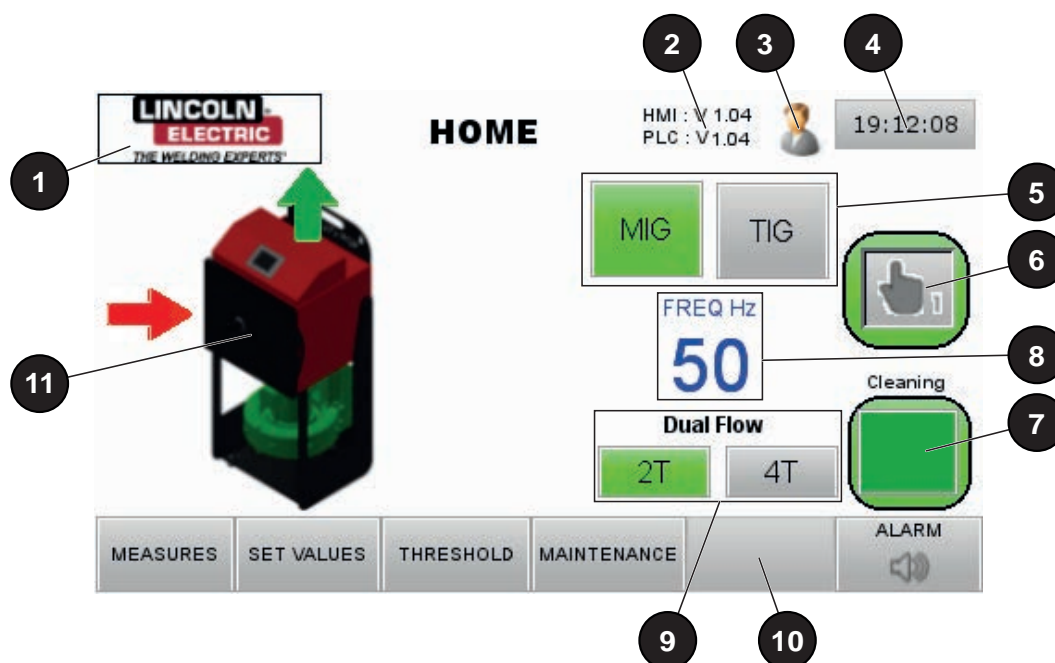 2
3
4
LINCOLN
ELECTRIC
THE WELDING EXPERTS®
HOME
HMI : V 1.04
PLC : V1.04
19:12:08
1
MIG
TIG
5
6
FREQ Hz
50
8
11
Cleaning
Dual Flow
2T
4T
7
MEASURES
SET VALUES
THRESHOLD
MAINTENANCE
ALARM
9
10